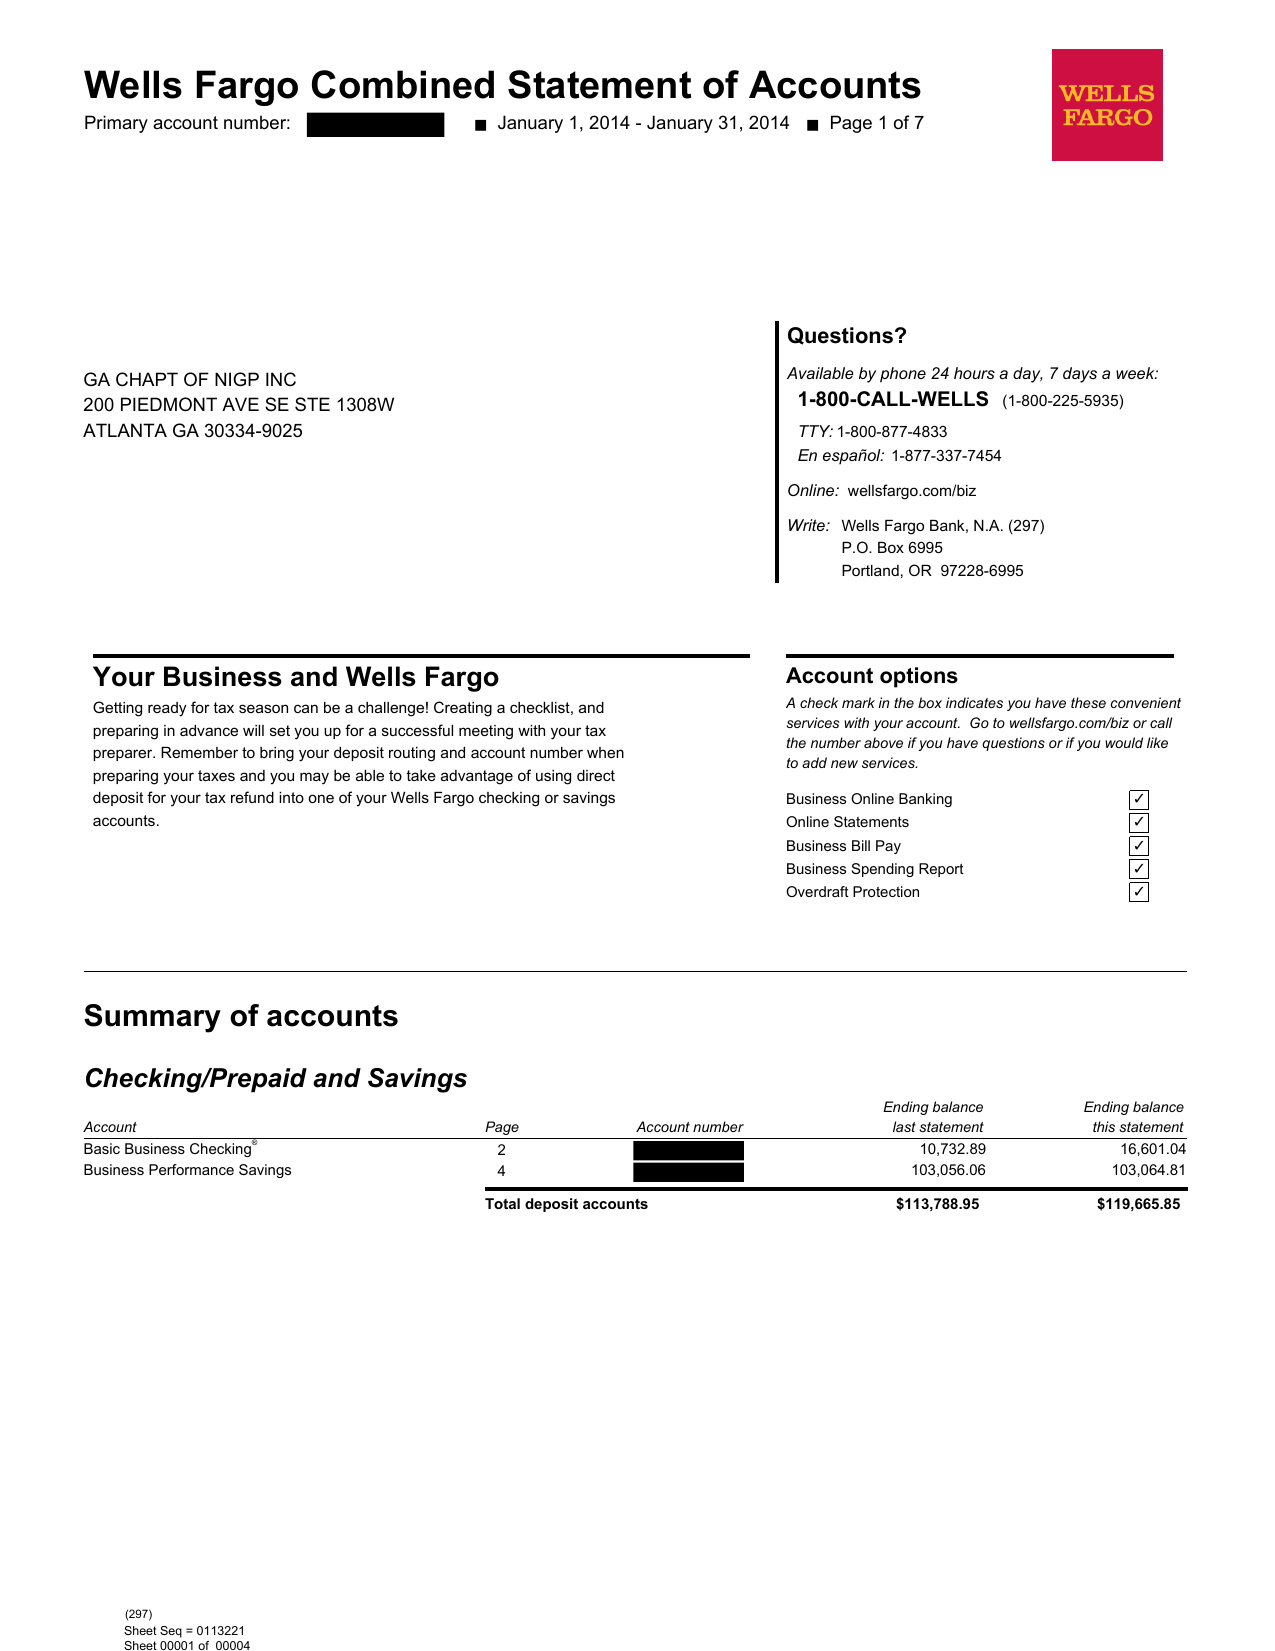 Wells Fargo Combined Statement of Accounts
Primary account number: ■ January 1, 2014 - January 31, 2014 ■ Page 1 of 7
WELLS
FARGO
GA CHAPT OF NIGP INC
200 PIEDMONT AVE SE STE 1308W
ATLANTA GA 30334-9025
Questions?
Available by phone 24 hours a day, 7 days a week:
1-800-CALL-WELLS (1-800-225-5935)
TTY: 1-800-877-4833
En español: 1-877-337-7454
Online: wellsfargo.com/biz
Write: Wells Fargo Bank, N.A. (297)
P.O. Box 6995
Portland, OR 97228-6995
Your Business and Wells Fargo
Getting ready for tax season can be a challenge! Creating a checklist, and
preparing in advance will set you up for a successful meeting with your tax
preparer. Remember to bring your deposit routing and account number when
preparing your taxes and you may be able to take advantage of using direct
deposit for your tax refund into one of your Wells Fargo checking or savings
accounts.
Account options
A check mark in the box indicates you have these convenient
services with your account. Go to wellsfargo.com/biz or call
the number above if you have questions or if you would like
to add new services.
Business Online Banking ✓
Online Statements ✓
Business Bill Pay ✓
Business Spending Report ✓
Overdraft Protection ✓
Summary of accounts
Checking/Prepaid and Savings
Ending balance Ending balance
Account Page Account number last statement this statement
Basic Business Checking® 2 10,732.89 16,601.04
Business Performance Savings 4 103,056.06 103,064.81
Total deposit accounts $113,788.95 $119,665.85
(297)
Sheet Seq = 0113221
Sheet 00001 of 00004